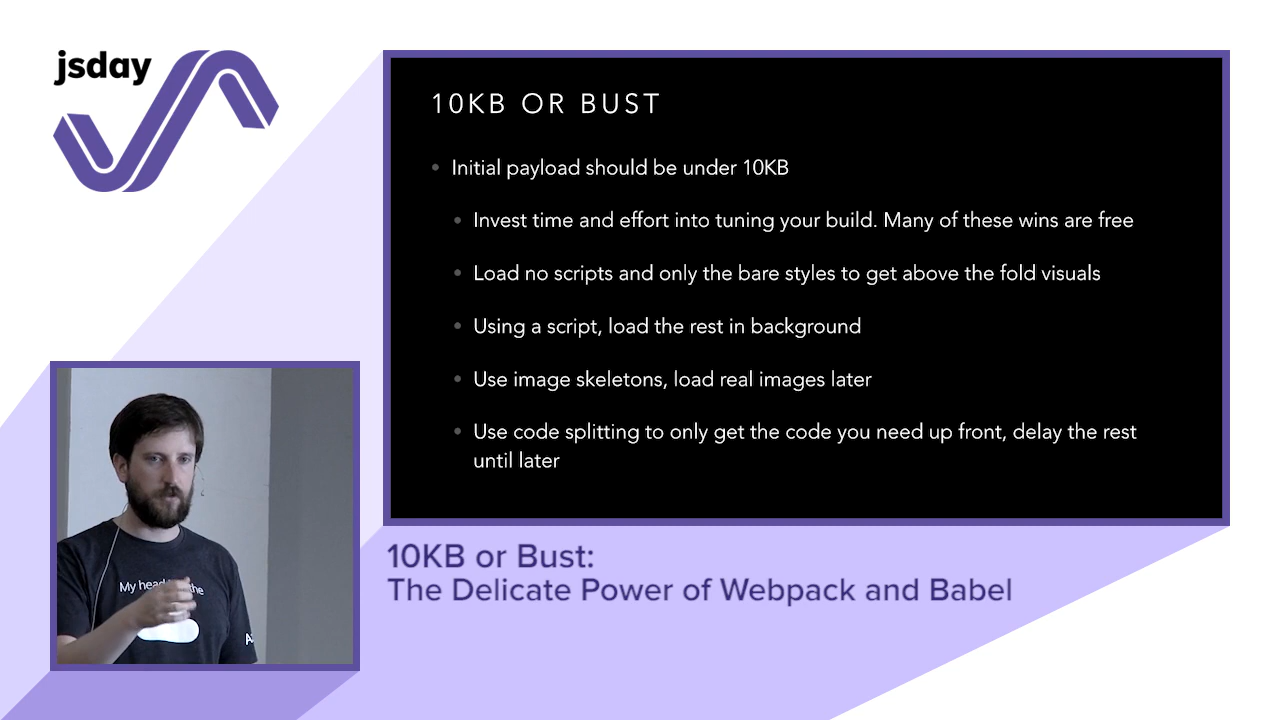 jsday
10KB OR BUST
Initial payload should be under 10KB
Invest time and effort into tuning your build. Many of these wins are free
Load no scripts and only the bare styles to get above the fold visuals
Using a script, load the rest in background
Use image skeletons, load real images later
Use code splitting to only get the code you need up front, delay the rest
until later
My head the
10KB or Bust:
The Delicate Power of Webpack and Babel